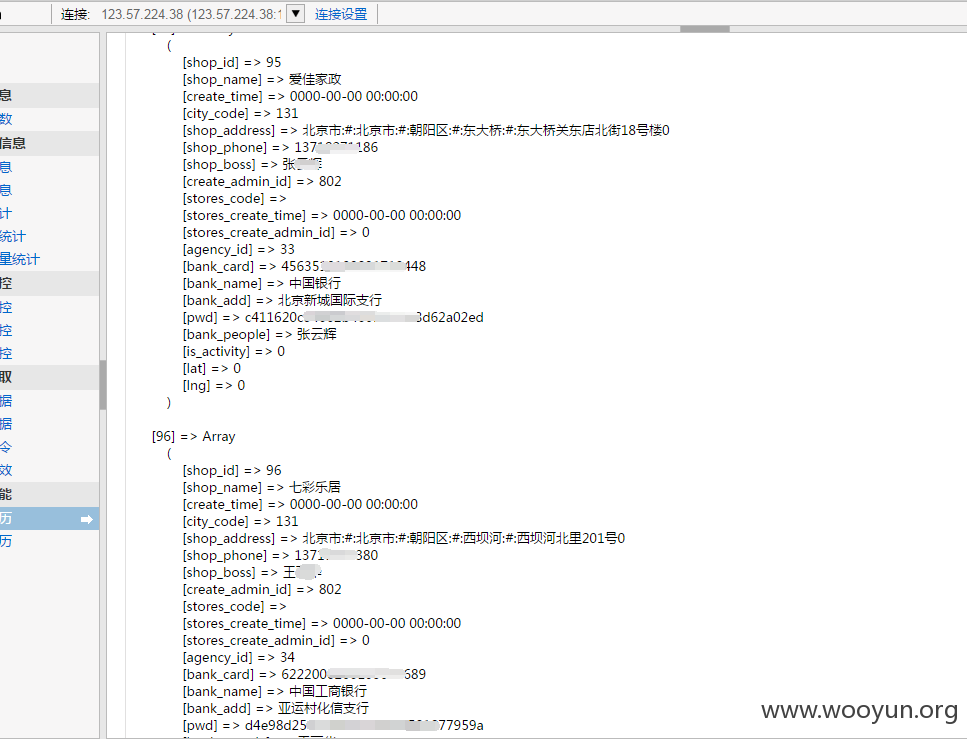 连接: 123.57.224.38 (123.57.224.38:1 连接设置
(
[shop_id] => 95
息
[shop_name] => 爱佳家政
[create_time] => 0000-00-00 00:00:00
数
[city_code] => 131
[shop_address] => 北京市:#:北京市:#:朝阳区:#:东大桥:#:东大桥关东店北街18号楼0
信息
[shop_phone] => 137 186
[shop_boss] => 张
息
[create_admin_id] => 802
息
[stores_code] =>
计
[stores_create_time] => 0000-00-00 00:00:00
[stores_create_admin_id] => 0
统计
[agency_id] => 33
量统计
[bank_card] => 45635 448
[bank_name] => 中国银行
控
[bank_add] => 北京新城国际支行
控
[pwd] => c411620c 3d62a02ed
控
[bank_people] => 张云辉
[is_activity] => 0
控
[lat] => 0
取
[lng] => 0
据
)
据
[96] => Array
令
(
效
[shop_id] => 96
[shop_name] => 七彩乐居
能
[create_time] => 0000-00-00 00:00:00
历
[city_code] => 131
[shop_address] => 北京市:#:北京市:#:朝阳区:#:西坝河:#:西坝河北里201号0
历
[shop_phone] => 137 380
[shop_boss] => 王
[create_admin_id] => 802
[stores_code] =>
[stores_create_time] => 0000-00-00 00:00:00
[stores_create_admin_id] => 0
[agency_id] => 34
[bank_card] => 62220 689
[bank_name] => 中国工商银行
[bank_add] => 亚运村化信支行
[pwd] => d4e98d25 77959a
www.wooyun.org